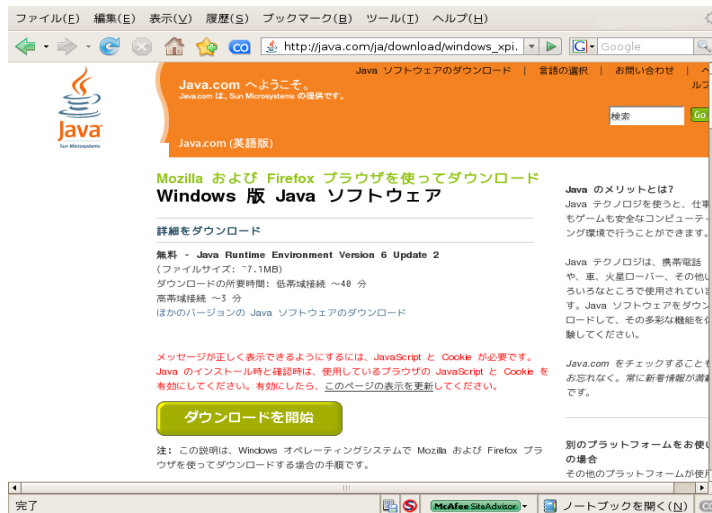 ファイル(F) 編集(E) 表示(V) 履歴(S) ブックマーク(B) ツール(T) ヘルプ(H)
http://java.com/ja/download/windows_xpi.
Google
Java ソフトウェアのダウンロード | 言語の選択 | お問い合わせ | ヘルプ
Java.com へようこそ。
Java.com は、Sun Microsystems の提供です。
検索
Go
Java
Sun Microsystems
Java.com (英語版)
Mozilla および Firefox ブラウザを使ってダウンロード
Windows 版 Java ソフトウェア
詳細をダウンロード
無料 - Java Runtime Environment Version 6 Update 2
(ファイルサイズ: ~7.1MB)
ダウンロードの所要時間: 低帯域接続 ～40 分
高帯域接続 ～3 分
ほかのバージョンの Java ソフトウェアのダウンロード
メッセージが正しく表示できるようにするには、JavaScript と Cookie が必要です。
Java のインストール時と確認時は、使用しているブラウザの JavaScript と Cookie を
有効にしてください。有効にしたら、このページの表示を更新してください。
ダウンロードを開始
注: この説明は、Windows オペレーティングシステムで Mozilla および Firefox ブラ
ウザを使ってダウンロードする場合の手順です。
Java のメリットとは?
Java テクノロジを使うと、仕事
もゲームも安全なコンピューティ
ング環境で行うことができます。
Java テクノロジは、携帯電話
や、車、火星ローバー、その他い
ろいろなところで使用されていま
す。Java ソフトウェアをダウン
ロードして、その多彩な機能を体
験してください。
Java.com をチェックすることも
お忘れなく。常に新着情報が満載
です。
別のプラットフォームをお使い
の場合
その他のプラットフォームが使用
完了
McAfee SiteAdvisor
ノートブックを開く(N)